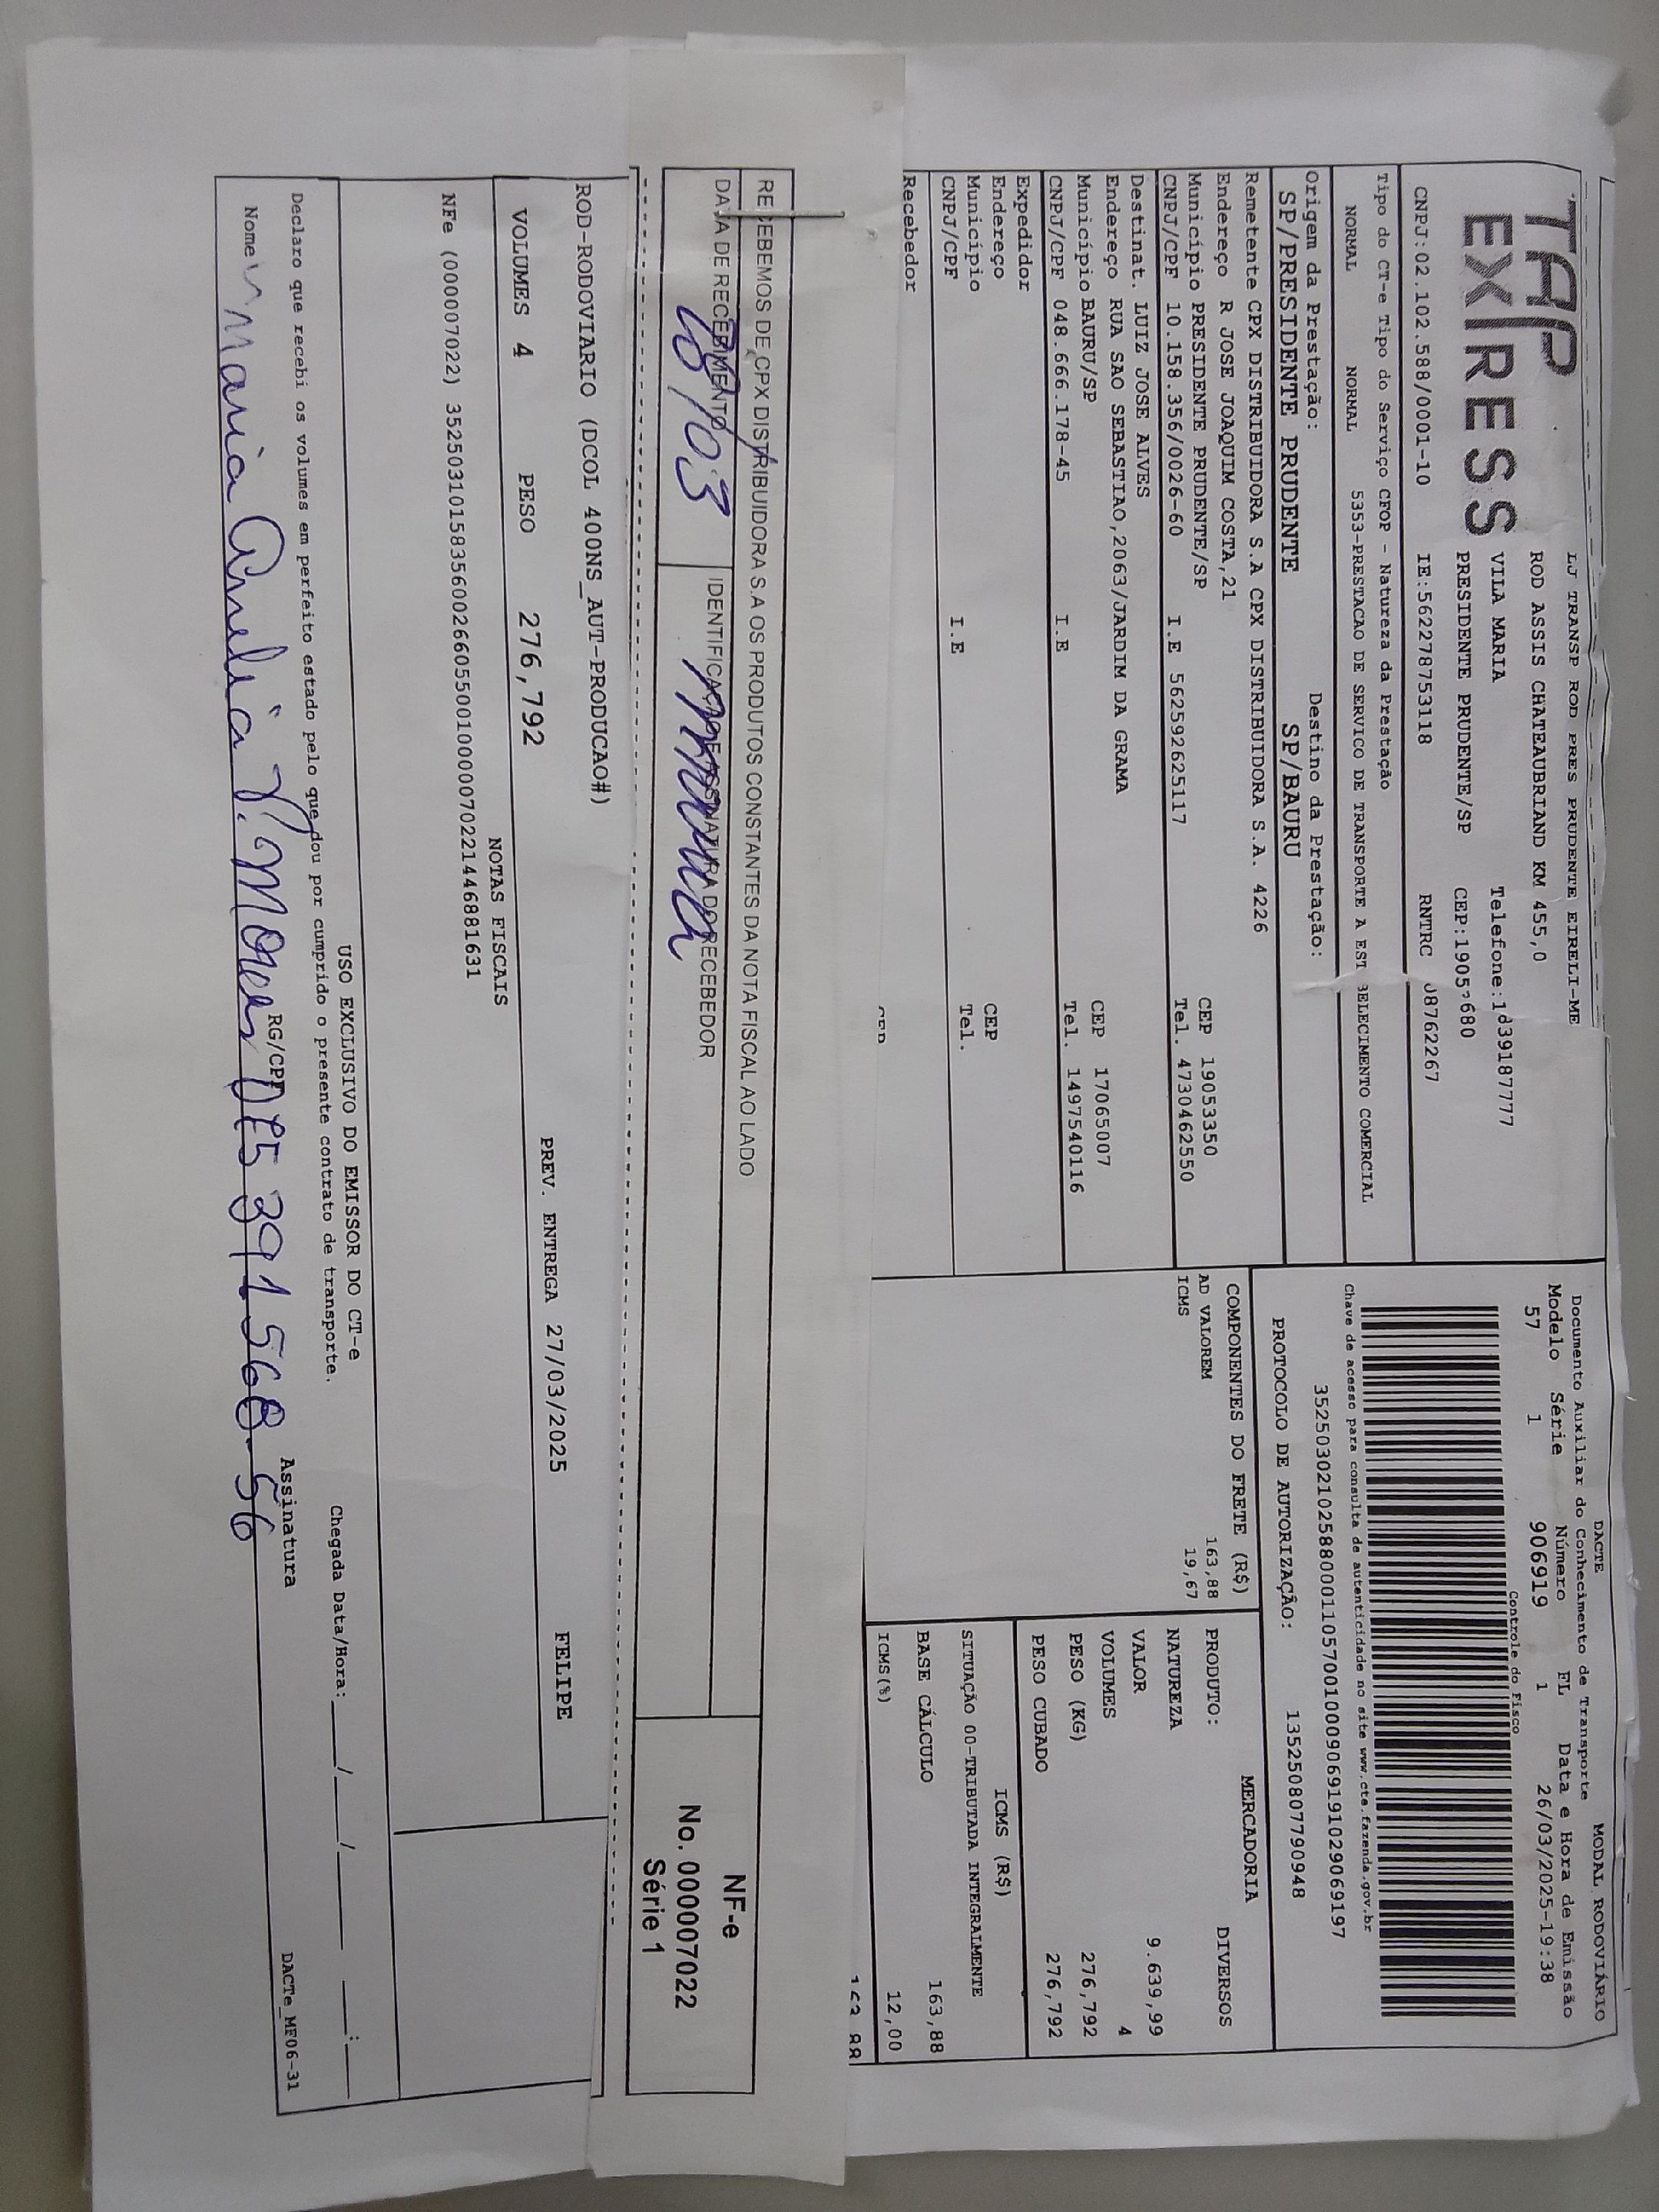 TAP EXPRESS
LJ TRANSP ROD PRES PRUDENTE EIRELI-ME
ROD ASSIS CHATEAUBRIAND KM 455,0
VILA MARIA Telefone:1839187777
PRESIDENTE PRUDENTE/SP CEP:19057680
CNPJ:02.102.588/0001-10 IE:562278753118 RNTRC 08762267
Tipo do CT-e Tipo do Serviço CFOP - Natureza da Prestação
NORMAL NORMAL 5353-PRESTACAO DE SERVICO DE TRANSPORTE A ESTABELECIMENTO COMERCIAL
Origem da Prestação: Destino da Prestação:
SP/PRESIDENTE PRUDENTE SP/BAURU
Remetente CPX DISTRIBUIDORA S.A CPX DISTRIBUIDORA S.A. 4226
Endereço R JOSE JOAQUIM COSTA,21
Município PRESIDENTE PRUDENTE/SP CEP 19053350
CNPJ/CPF 10.158.356/0026-60 I.E 562592625117 Tel. 4730462550
Destinat. LUIZ JOSE ALVES
Endereço RUA SAO SEBASTIAO,2063/JARDIM DA GRAMA
Município BAURU/SP CEP 17065007
CNPJ/CPF 048.666.178-45 I.E Tel. 1497540116
Expedidor
Endereço
Município CEP
CNPJ/CPF I.E Tel.
Recebedor
CEP
DACTE MODAL RODOVIÁRIO
Documento Auxiliar do Conhecimento de Transporte
Modelo Série Número FL Data e Hora de Emissão
57 1 906919 1 26/03/2025-19:38
Controle do Fisco
Chave de acesso para consulta de autenticidade no site www.cte.fazenda.gov.br
35250302102588000110570010009069191029069197
PROTOCOLO DE AUTORIZAÇÃO: 135250807790948
COMPONENTES DO FRETE (R$)
AD VALOREM 163,88
ICMS 19,67
MERCADORIA
PRODUTO: DIVERSOS
NATUREZA
VALOR 9.639,99
VOLUMES 4
PESO (KG) 276,792
PESO CUBADO 276,792
ICMS (R$)
SITUAÇÃO 00-TRIBUTADA INTEGRALMENTE
BASE CÁLCULO 163,88
ICMS(%) 12,00
163,88
RECEBEMOS DE CPX DISTRIBUIDORA S.A OS PRODUTOS CONSTANTES DA NOTA FISCAL AO LADO
DATA DE RECEBIMENTO IDENTIFICAÇÃO E ASSINATURA DO RECEBEDOR
NF-e
No. 000007022
Série 1
ROD-RODOVIARIO (DCOL 400NS_AUT-PRODUCAO#)
VOLUMES 4 PESO 276,792 PREV. ENTREGA 27/03/2025 FELIPE
NOTAS FISCAIS
NFe (000007022) 35250310158356002660550010000070221446881631
USO EXCLUSIVO DO EMISSOR DO CT-e
Declaro que recebi os volumes em perfeito estado pelo que dou por cumprido o presente contrato de transporte. Chegada Data/Hora:___/___/____ __:__
Nome Maria RG/CPF 391568-56 Assinatura
DACTe_MF06-31